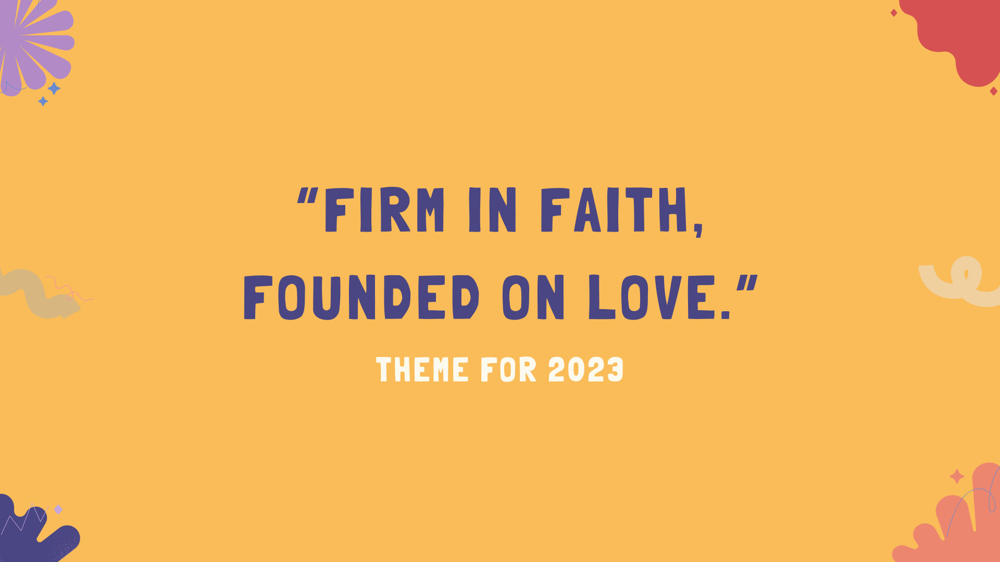 "FIRM IN FAITH,
FOUNDED ON LOVE."
THEME FOR 2023